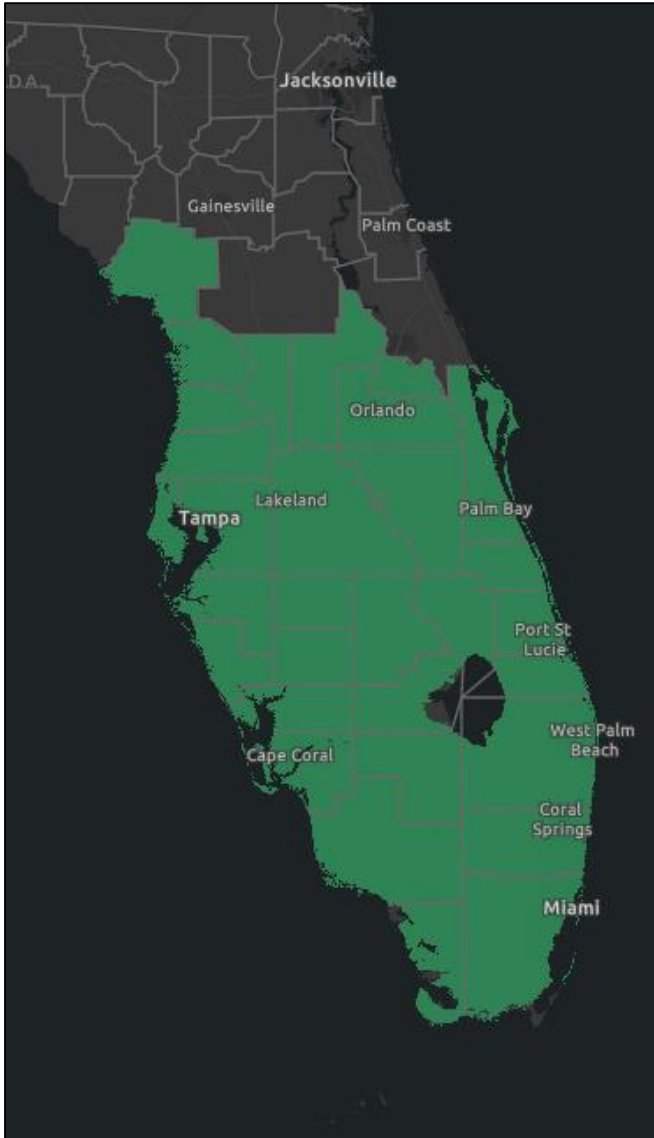 Jacksonville
D.A.
Gainesville
Palm Coast
Orlando
Lakeland
Palm Bay
Tampa
Port St
Lucie
West Palm
Beach
Cape Coral
Coral
Springs
Miami